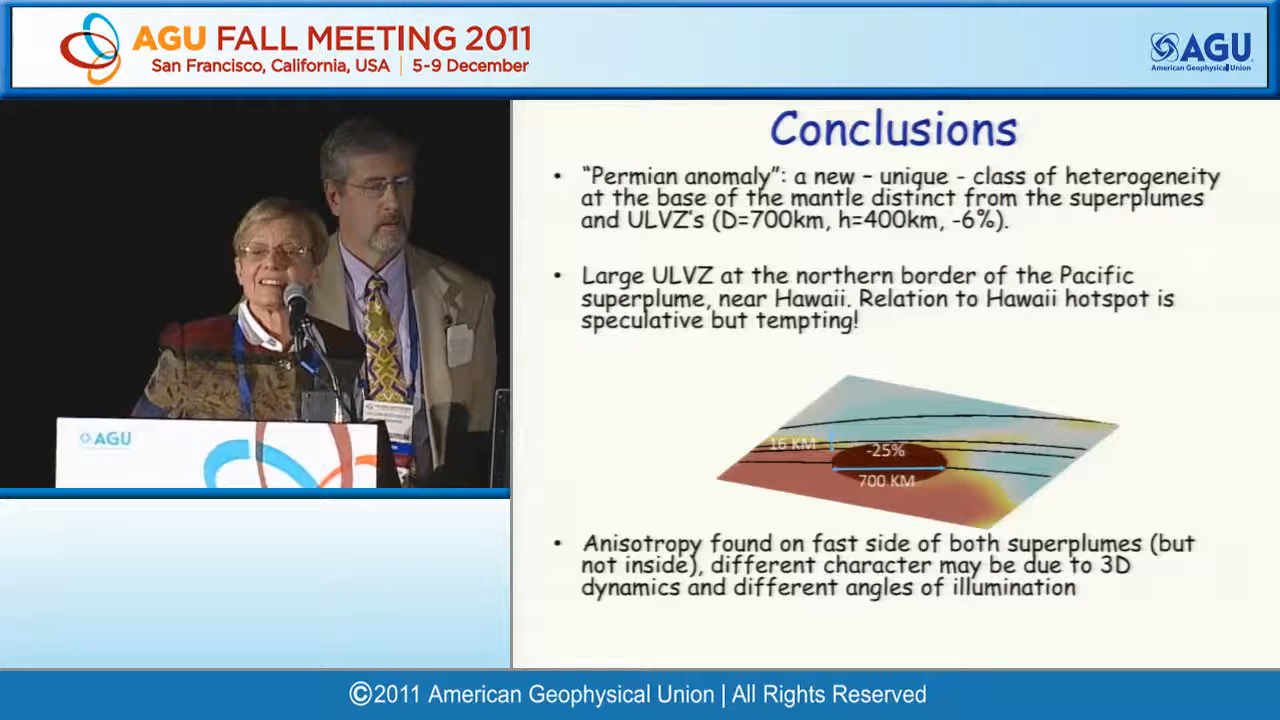 AGU FALL MEETING 2011
San Francisco, California, USA | 5-9 December
AGU
American Geophysical Union
AGU
Conclusions
• "Permian anomaly": a new – unique - class of heterogeneity
at the base of the mantle distinct from the superplumes
and ULVZ's (D=700km, h=400km, -6%).
• Large ULVZ at the northern border of the Pacific
superplume, near Hawaii. Relation to Hawaii hotspot is
speculative but tempting!
16 KM
-25%
700 KM
• Anisotropy found on fast side of both superplumes (but
not inside), different character may be due to 3D
dynamics and different angles of illumination
©2011 American Geophysical Union | All Rights Reserved